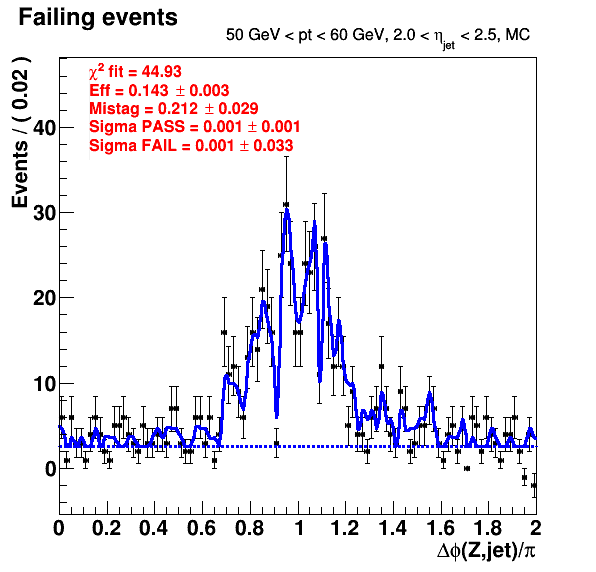 Failing events
50 GeV < pt < 60 GeV, 2.0 < η_jet < 2.5, MC
χ² fit = 44.93
Eff = 0.143 ± 0.003
Mistag = 0.212 ± 0.029
Sigma PASS = 0.001 ± 0.001
Sigma FAIL = 0.001 ± 0.033
Events / ( 0.02 )
40
30
20
10
0
0 0.2 0.4 0.6 0.8 1 1.2 1.4 1.6 1.8 2
Δϕ(Z,jet)/π